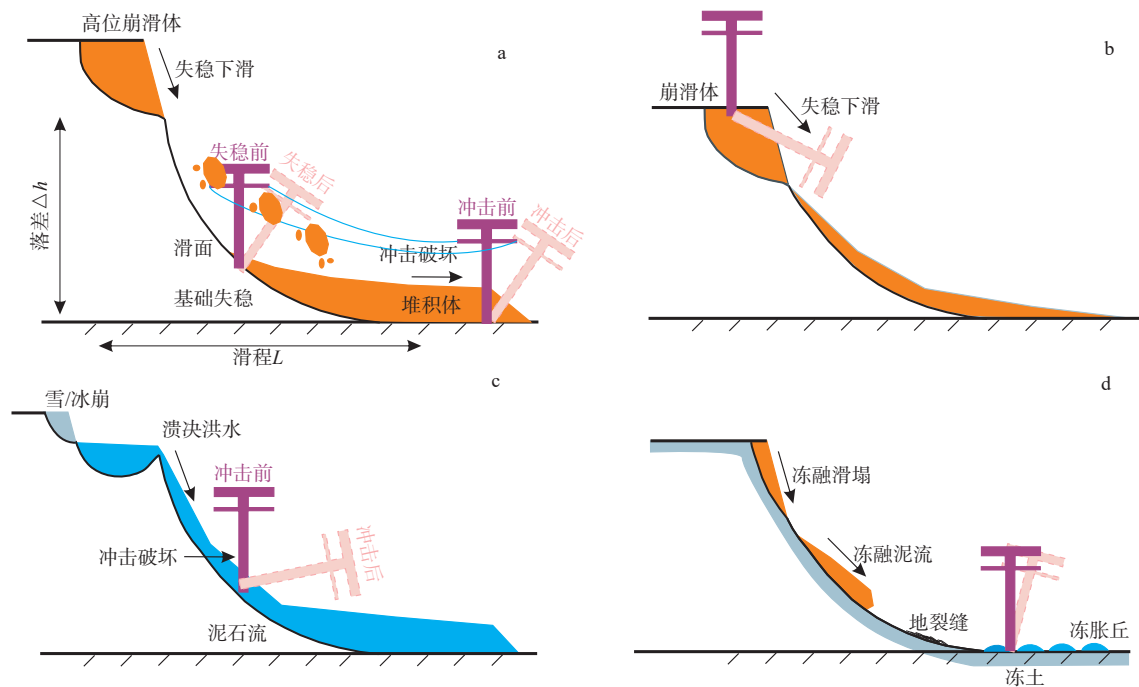 a
高位崩滑体
失稳下滑
落差△h
失稳前
失稳后
冲击前
冲击后
滑面
冲击破坏
基础失稳
堆积体
滑程L
b
崩滑体
失稳下滑
c
雪/冰崩
溃决洪水
冲击前
冲击破坏
冲击后
泥石流
d
冻融滑塌
冻融泥流
地裂缝
冻胀丘
冻土